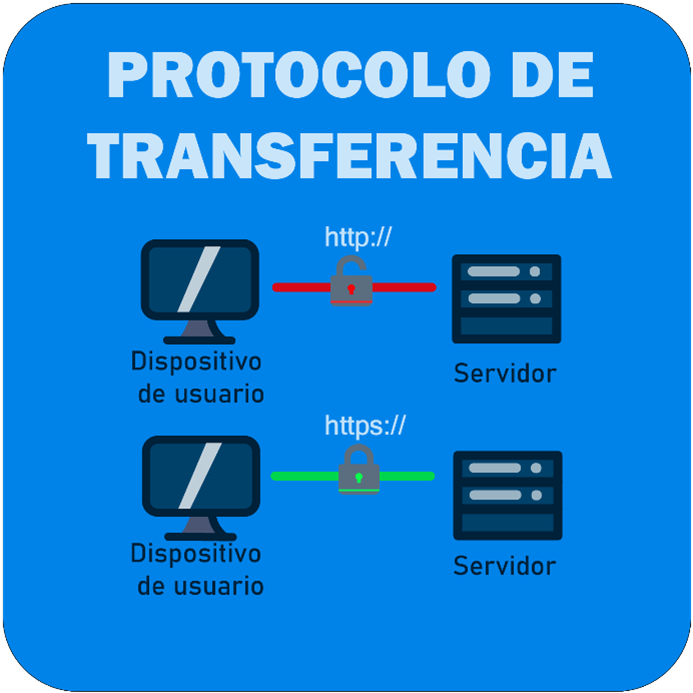 PROTOCOLO DE
TRANSFERENCIA
http://
Dispositivo
de usuario
Servidor
https://
Dispositivo
de usuario
Servidor